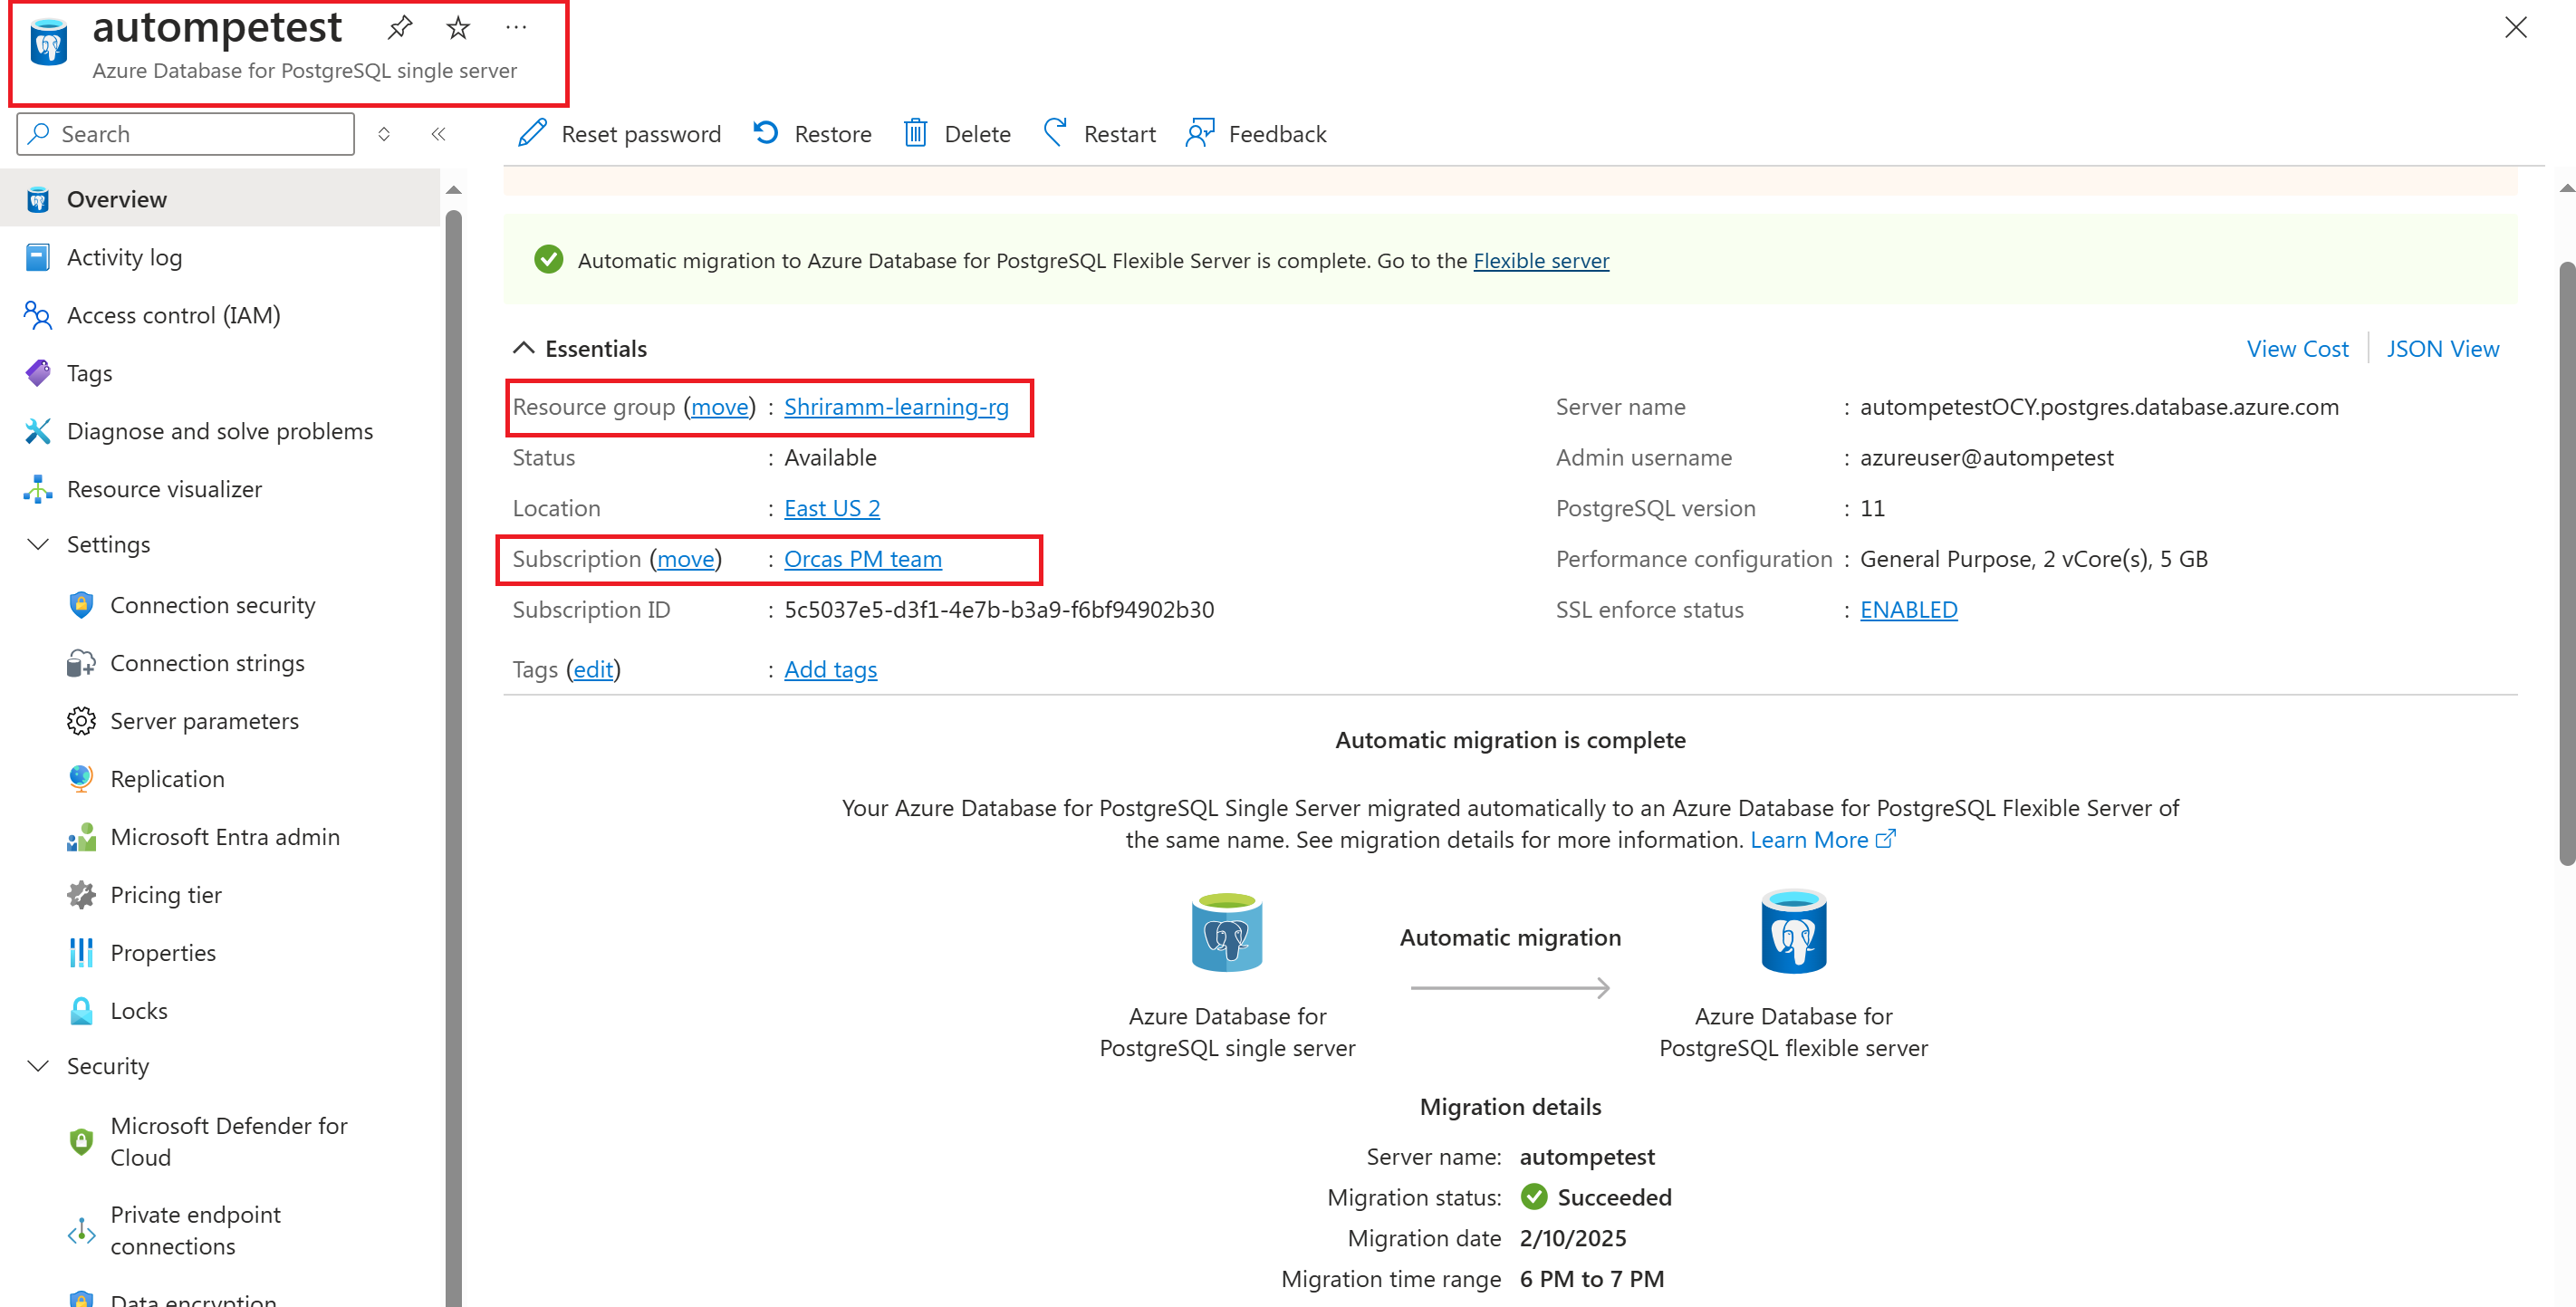 autompetest
Azure Database for PostgreSQL single server
Search
Reset password
Restore
Delete
Restart
Feedback
Overview
Activity log
Access control (IAM)
Tags
Diagnose and solve problems
Resource visualizer
Settings
Connection security
Connection strings
Server parameters
Replication
Microsoft Entra admin
Pricing tier
Properties
Locks
Security
Microsoft Defender for
Cloud
Private endpoint
connections
Data encryption
Automatic migration to Azure Database for PostgreSQL Flexible Server is complete. Go to the Flexible server
Essentials
View Cost
JSON View
Resource group (move) : Shriramm-learning-rg
Status : Available
Location : East US 2
Subscription (move) : Orcas PM team
Subscription ID : 5c5037e5-d3f1-4e7b-b3a9-f6bf94902b30
Tags (edit) : Add tags
Server name : autompetestOCY.postgres.database.azure.com
Admin username : azureuser@autompetest
PostgreSQL version : 11
Performance configuration : General Purpose, 2 vCore(s), 5 GB
SSL enforce status : ENABLED
Automatic migration is complete
Your Azure Database for PostgreSQL Single Server migrated automatically to an Azure Database for PostgreSQL Flexible Server of
the same name. See migration details for more information. Learn More
Automatic migration
Azure Database for
PostgreSQL single server
Azure Database for
PostgreSQL flexible server
Migration details
Server name: autompetest
Migration status: Succeeded
Migration date 2/10/2025
Migration time range 6 PM to 7 PM